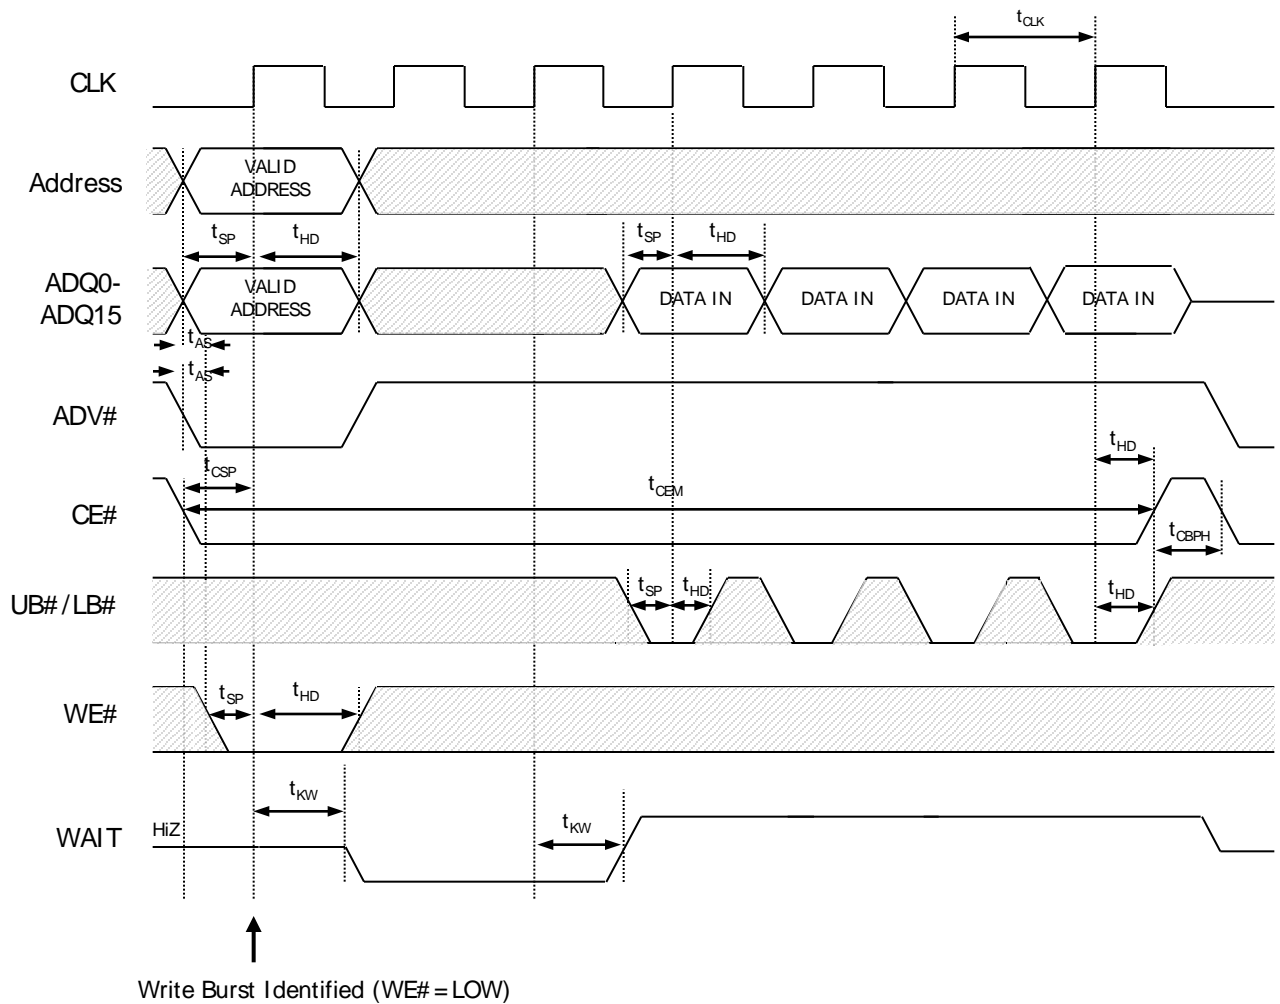 tCLK
CLK
Address
VALID
ADDRESS
tSP
tHD
tSP
tHD
ADQ0-
ADQ15
VALID
ADDRESS
DATA IN
DATA IN
DATA IN
DATA IN
tAS
tAS
ADV#
tHD
tCSP
tCEM
CE#
tCBPH
UB# / LB#
tSP
tHD
tHD
WE#
tSP
tHD
tKW
WAIT
HiZ
tKW
Write Burst Identified (WE# = LOW)